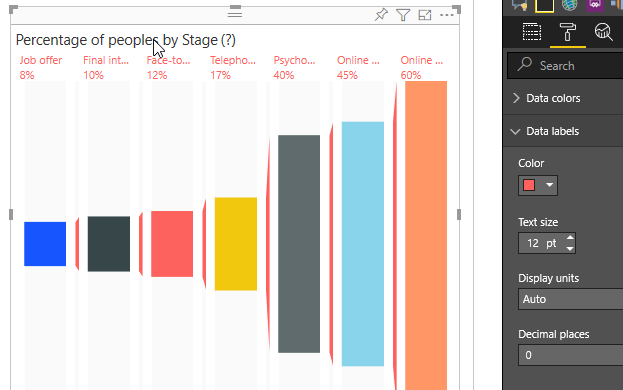 Percentage of peoples by Stage (?)
Job offer Final int... Face-to... Telepho... Psycho... Online ... Online ...
8% 10% 12% 17% 40% 45% 60%
Search
Data colors
Data labels
Color
Text size
12 pt
Display units
Auto
Decimal places
0